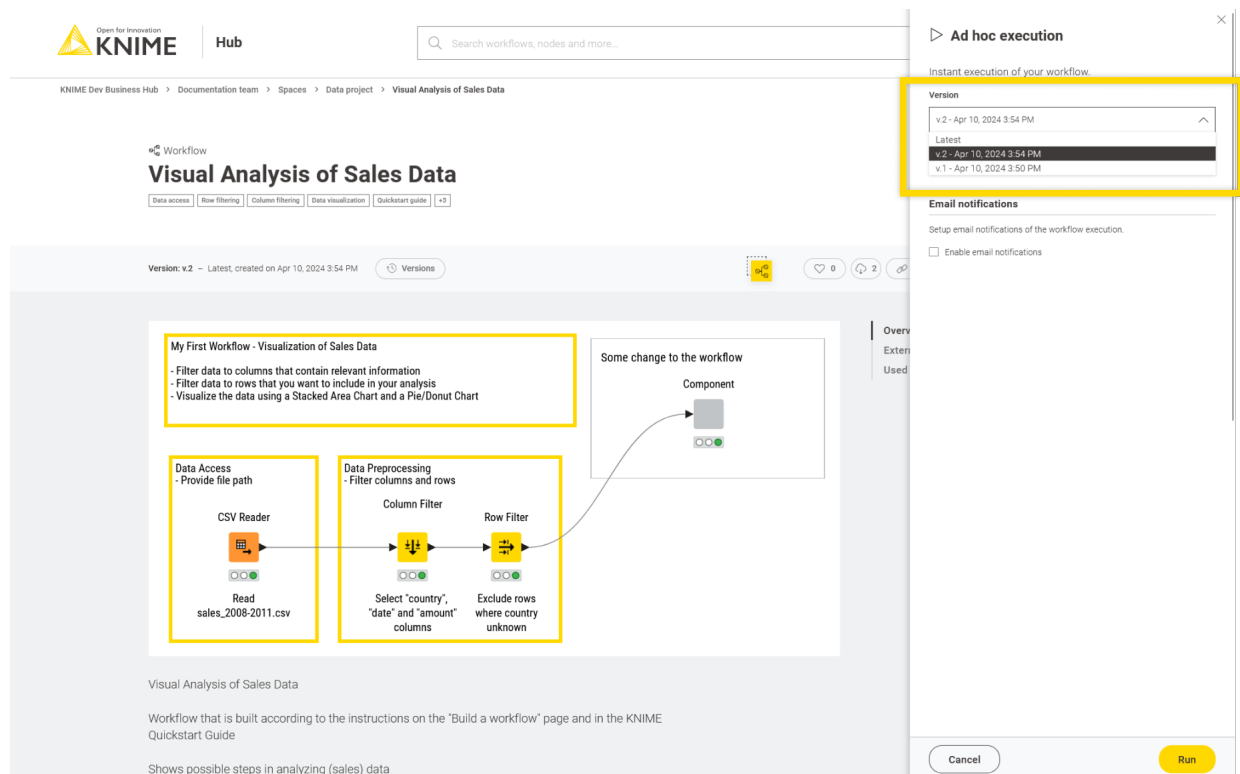 Open for Innovation
KNIME
Hub
Search workflows, nodes and more...
KNIME Dev Business Hub > Documentation team > Spaces > Data project > Visual Analysis of Sales Data
Workflow
Visual Analysis of Sales Data
Data access Row filtering Column filtering Data visualization Quickstart guide +3
Version: v.2 – Latest, created on Apr 10, 2024 3:54 PM
Versions
0
2
My First Workflow - Visualization of Sales Data
- Filter data to columns that contain relevant information
- Filter data to rows that you want to include in your analysis
- Visualize the data using a Stacked Area Chart and a Pie/Donut Chart
Some change to the workflow
Component
Data Access
- Provide file path
CSV Reader
Read
sales_2008-2011.csv
Data Preprocessing
- Filter columns and rows
Column Filter
Select "country",
"date" and "amount"
columns
Row Filter
Exclude rows
where country
unknown
Overv
Extern
Used
Visual Analysis of Sales Data
Workflow that is built according to the instructions on the "Build a workflow" page and in the KNIME
Quickstart Guide
Shows possible steps in analyzing (sales) data
Ad hoc execution
Instant execution of your workflow.
Version
v.2 - Apr 10, 2024 3:54 PM
Latest
v.2 - Apr 10, 2024 3:54 PM
v.1 - Apr 10, 2024 3:50 PM
Email notifications
Setup email notifications of the workflow execution.
Enable email notifications
Cancel
Run